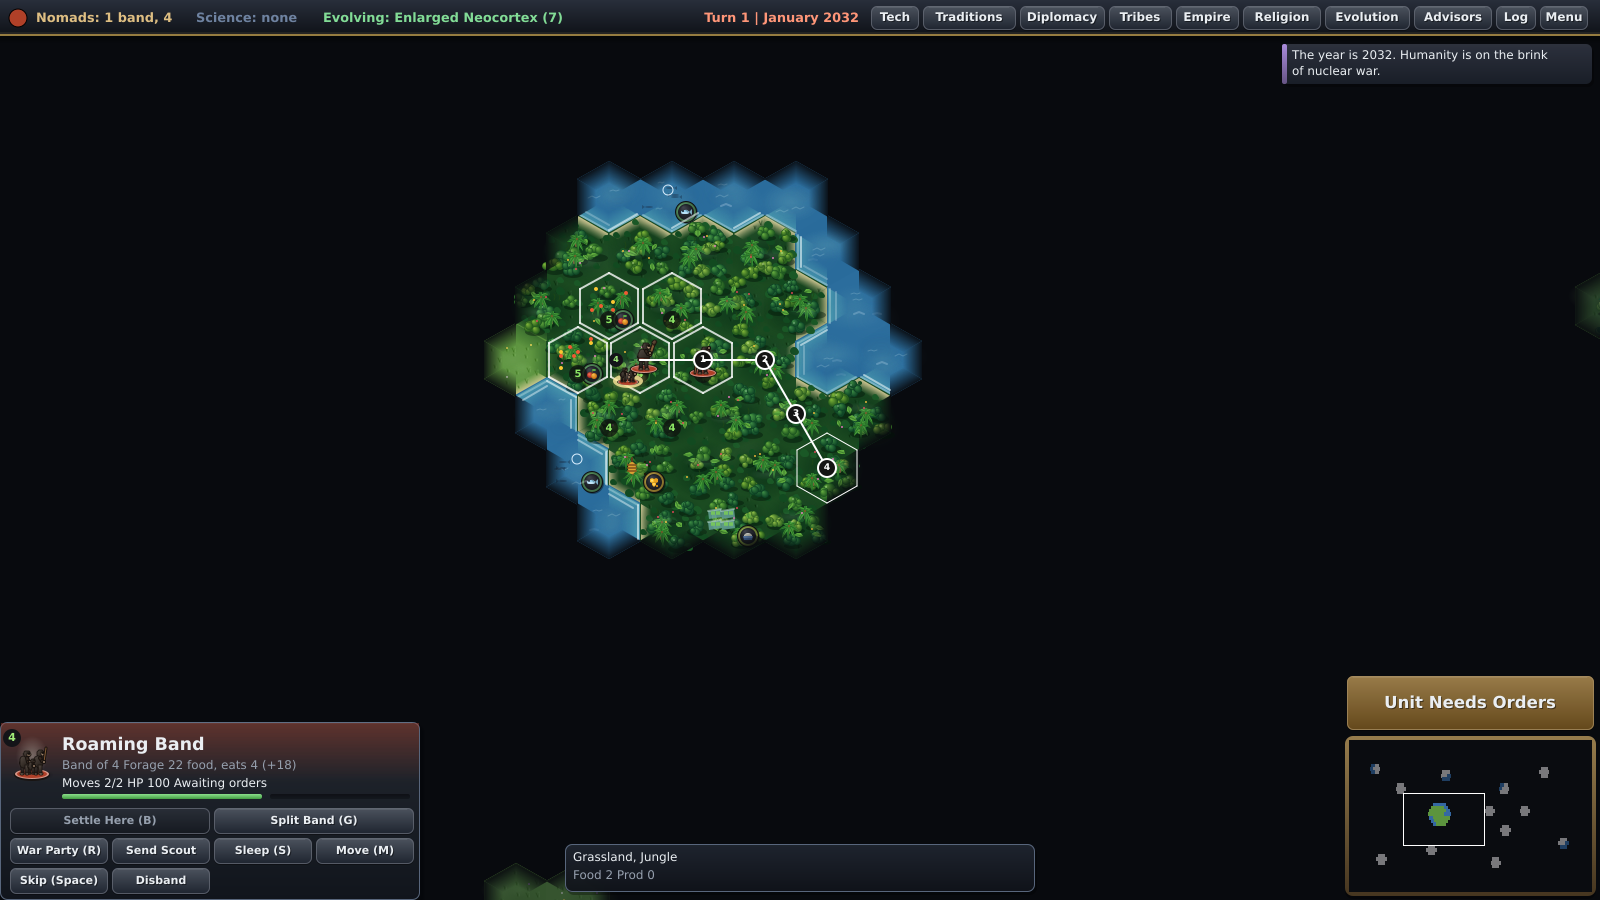 Nomads: 1 band, 4
Science: none
Evolving: Enlarged Neocortex (7)
Turn 1 | January 2032
Tech
Traditions
Diplomacy
Tribes
Empire
Religion
Evolution
Advisors
Log
Menu
The year is 2032. Humanity is on the brink
of nuclear war.
5
4
4
1
2
5
4
4
3
4
Unit Needs Orders
4
Roaming Band
Band of 4 Forage 22 food, eats 4 (+18)
Moves 2/2 HP 100 Awaiting orders
Settle Here (B)
Split Band (G)
War Party (R)
Send Scout
Sleep (S)
Move (M)
Skip (Space)
Disband
Grassland, Jungle
Food 2 Prod 0